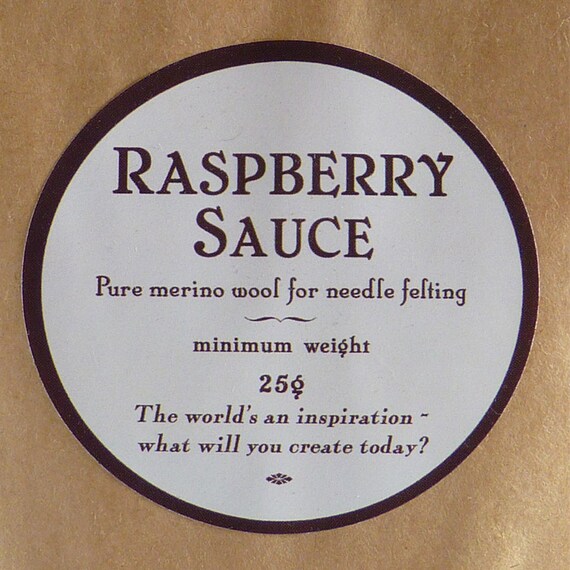 RASPBERRY
SAUCE
Pure merino wool for needle felting
minimum weight
25g
The world's an inspiration ~
what will you create today?